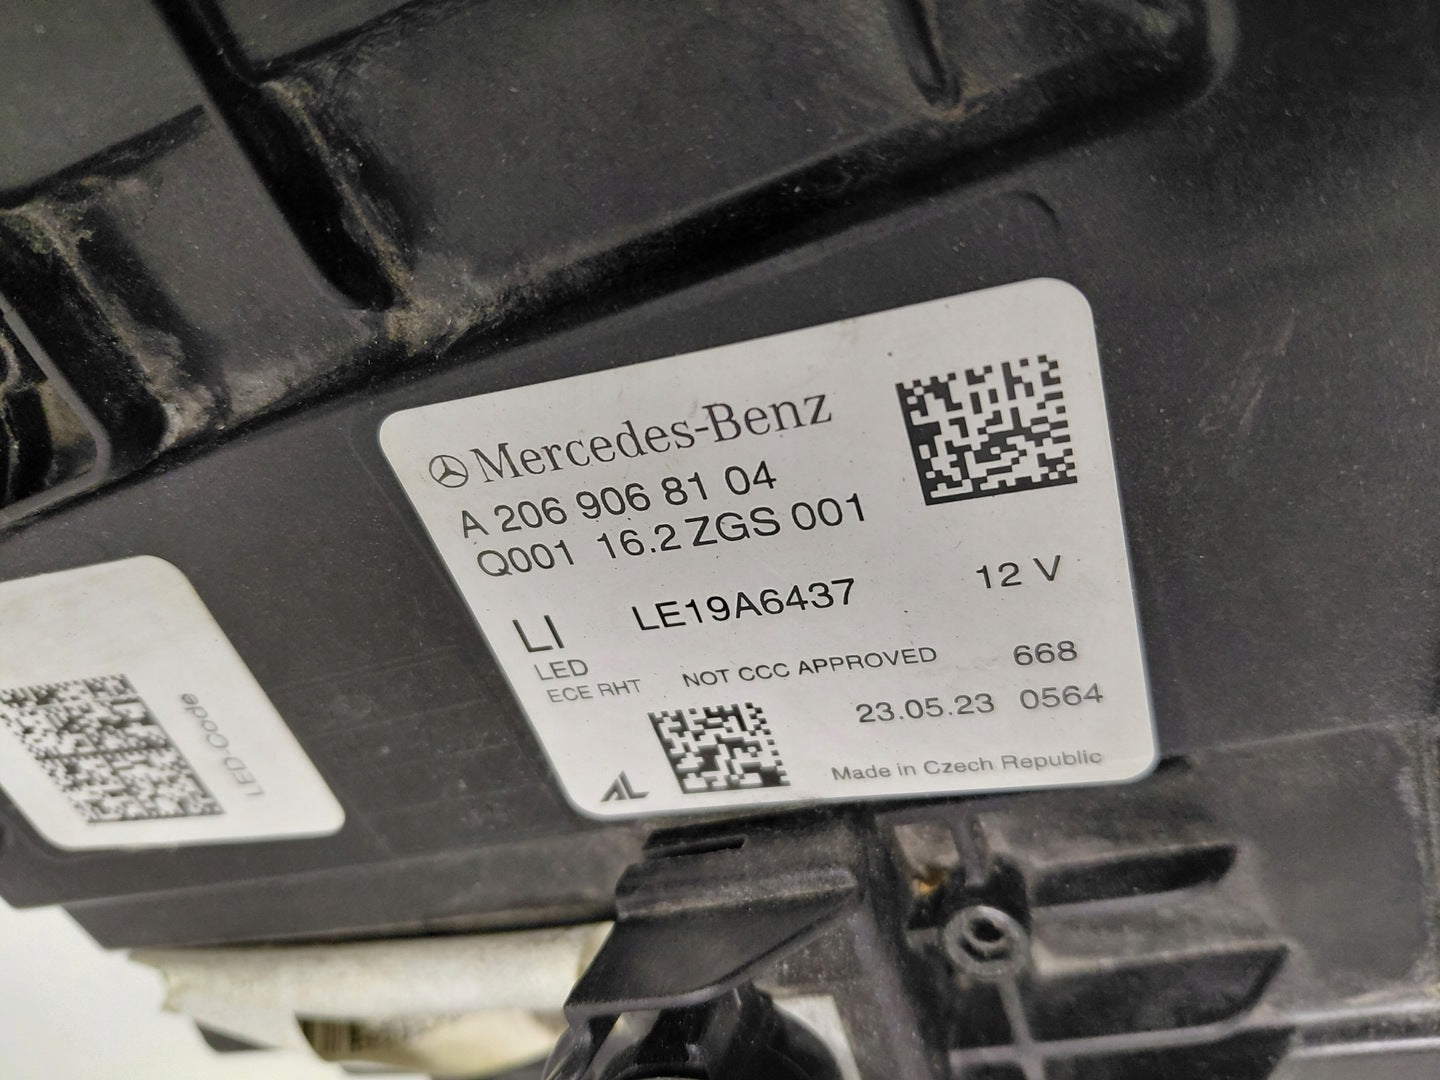 Mercedes-Benz
A 206 906 81 04
Q001 16.2 ZGS 001
LI LE19A6437 12 V
LED
ECE RHT NOT CCC APPROVED 668
23.05.23 0564
AL Made in Czech Republic
LED-Code